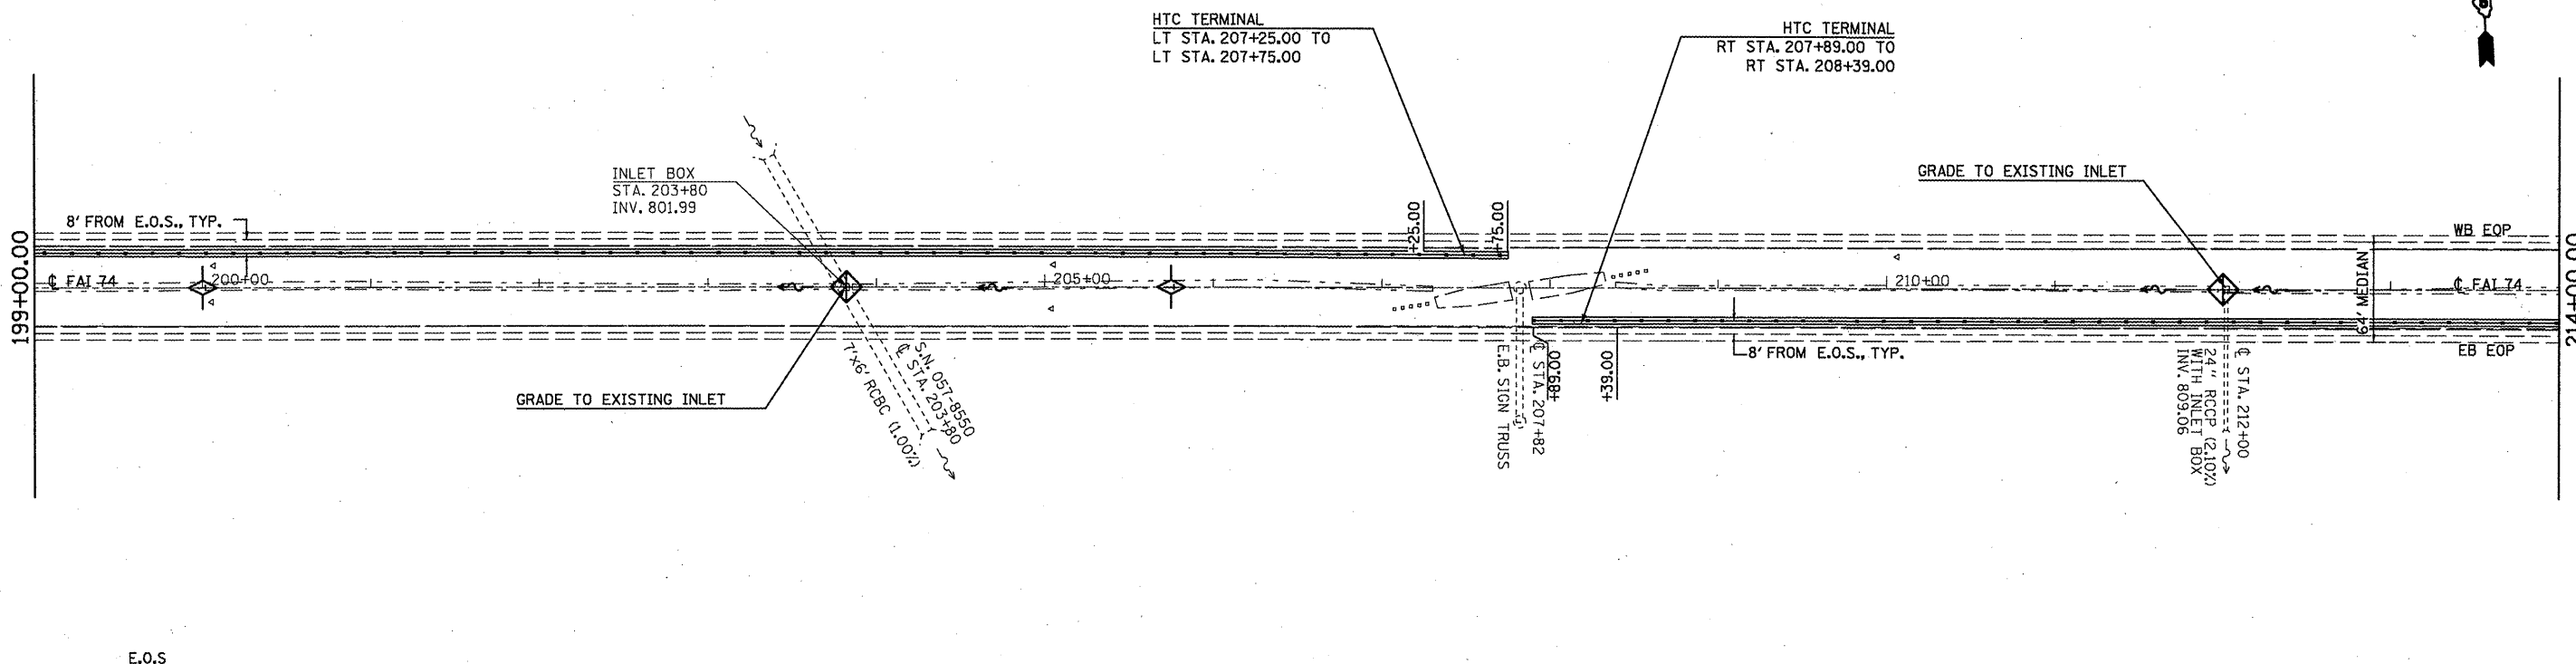 HTC TERMINAL
LT STA. 207+25.00 TO
LT STA. 207+75.00
HTC TERMINAL
RT STA. 207+89.00 TO
RT STA. 208+39.00
INLET BOX
STA. 203+80
INV. 801.99
GRADE TO EXISTING INLET
8' FROM E.O.S., TYP.
+25.00
+75.00
WB EOP
199+00.00
℄ FAI 74
200+00
205+00
210+00
64' MEDIAN
℄ FAI 74
214+00.00
EB EOP
8' FROM E.O.S., TYP.
GRADE TO EXISTING INLET
S.N. 057-8550
℄ STA. 203+80
7'X6' RCBC (1.00%)
℄ STA. 207+82
E.B. SIGN TRUSS
+89.00
+39.00
℄ STA. 212+00
24" RCCP (2.10%)
WITH INLET BOX
INV. 809.06
E.O.S